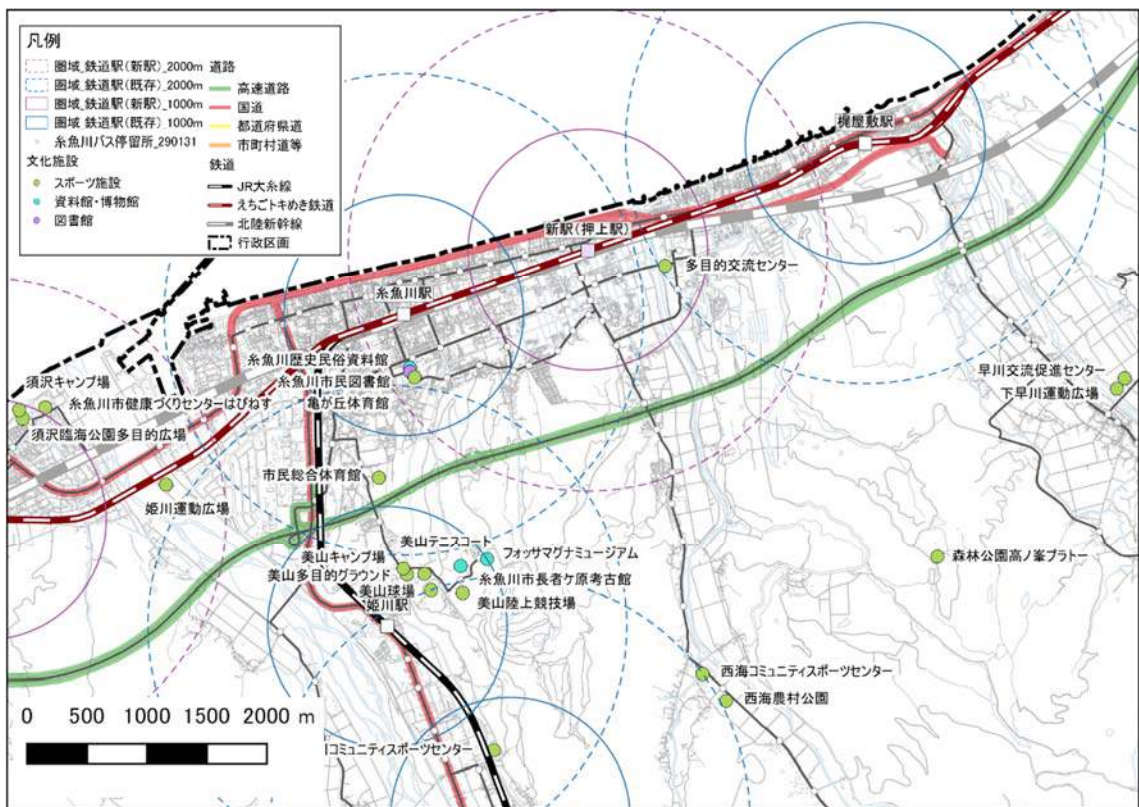 凡例
圏域_鉄道駅(新駅)_2000m
圏域_鉄道駅(既存)_2000m
圏域_鉄道駅(新駅)_1000m
圏域_鉄道駅(既存)_1000m
糸魚川バス停留所_290131
文化施設
スポーツ施設
資料館・博物館
図書館
道路
高速道路
国道
都道府県道
市町村道等
鉄道
JR大糸線
えちごトキめき鉄道
北陸新幹線
行政区画
梶屋敷駅
新駅(押上駅)
多目的交流センター
糸魚川駅
糸魚川歴史民俗資料館
糸魚川市民図書館
亀が丘体育館
須沢キャンプ場
糸魚川市健康づくりセンターはぴねす
須沢臨海公園多目的広場
早川交流促進センター
下早川運動広場
市民総合体育館
姫川運動広場
美山テニスコート
フォッサマグナミュージアム
美山キャンプ場
美山多目的グラウンド
糸魚川市長者ケ原考古館
美山球場
美山陸上競技場
姫川駅
森林公園高ノ峯プラトー
西海コミュニティスポーツセンター
西海農村公園
コミュニティスポーツセンター
0 500 1000 1500 2000 m